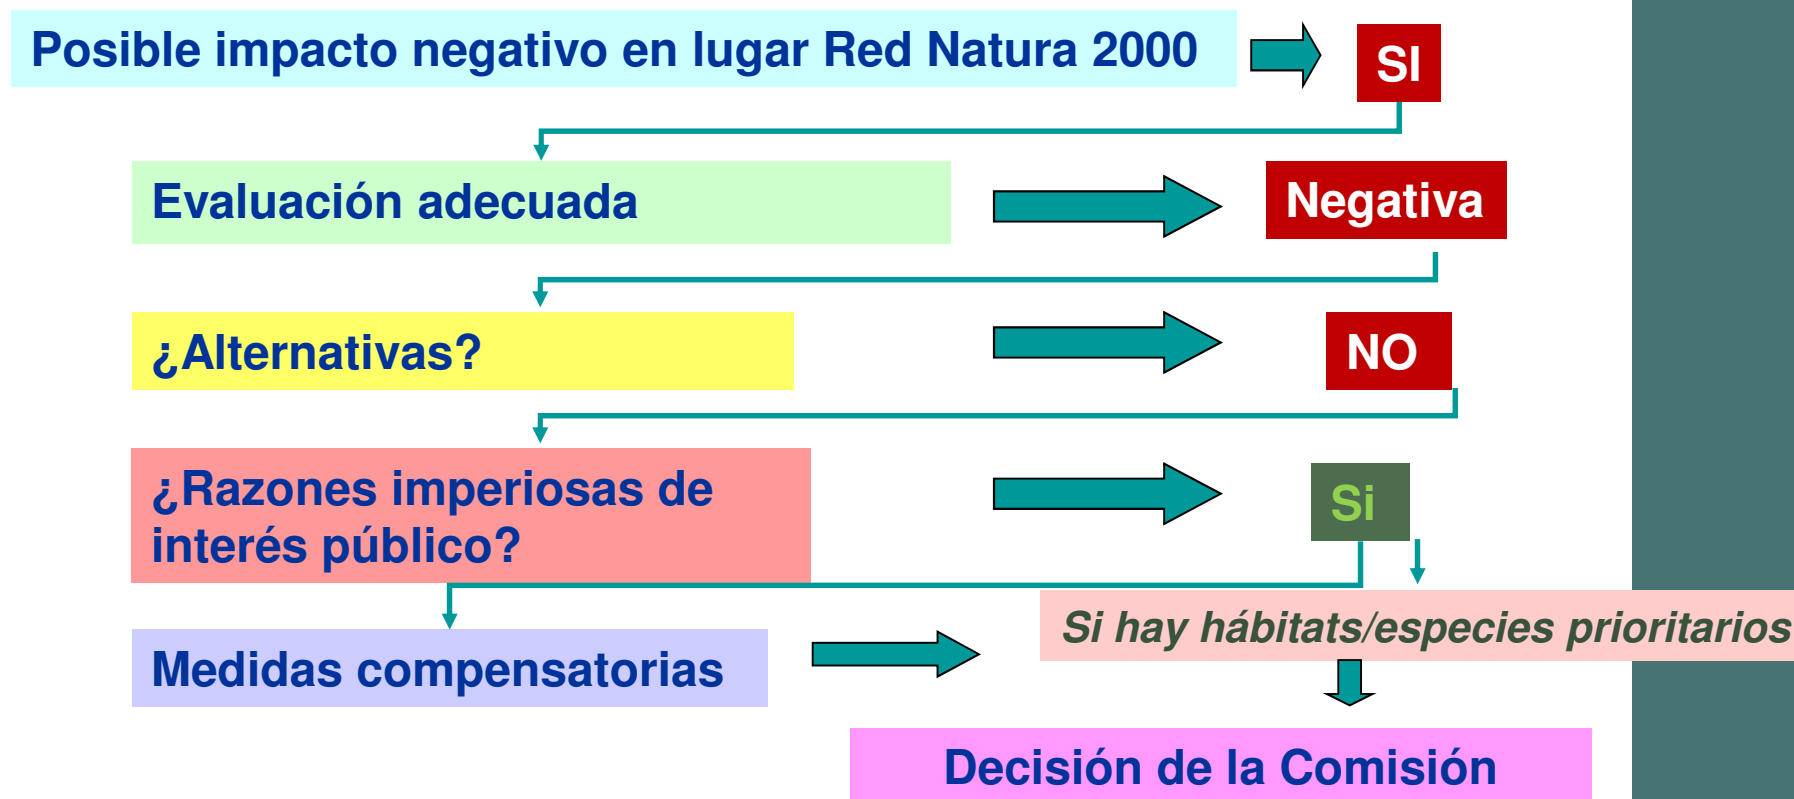 Posible impacto negativo en lugar Red Natura 2000
SI
Evaluación adecuada
Negativa
¿Alternativas?
NO
¿Razones imperiosas de
interés público?
Si
Si hay hábitats/especies prioritarios
Medidas compensatorias
Decisión de la Comisión